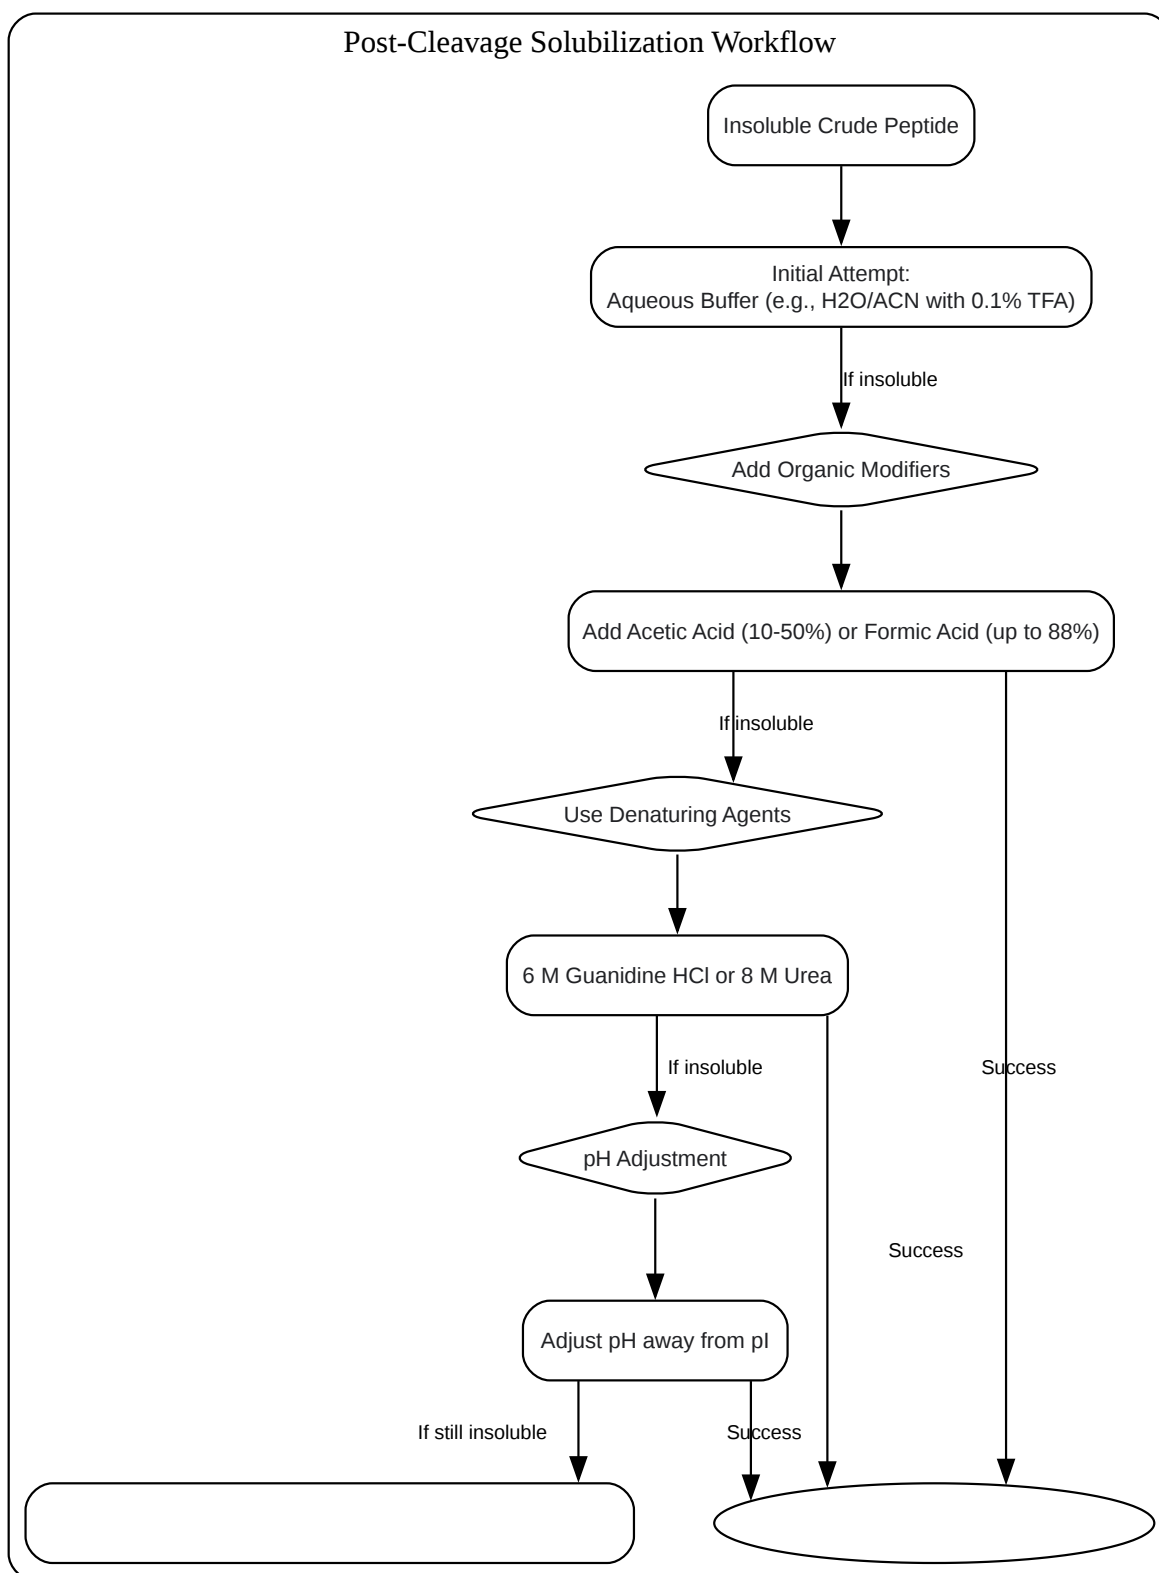 Post-Cleavage Solubilization Workflow
Insoluble Crude Peptide
Initial Attempt:
Aqueous Buffer (e.g., H2O/ACN with 0.1% TFA)
If insoluble
Add Organic Modifiers
Add Acetic Acid (10-50%) or Formic Acid (up to 88%)
If insoluble
Use Denaturing Agents
6 M Guanidine HCl or 8 M Urea
If insoluble
Success
pH Adjustment
Success
Adjust pH away from pI
If still insoluble
Success